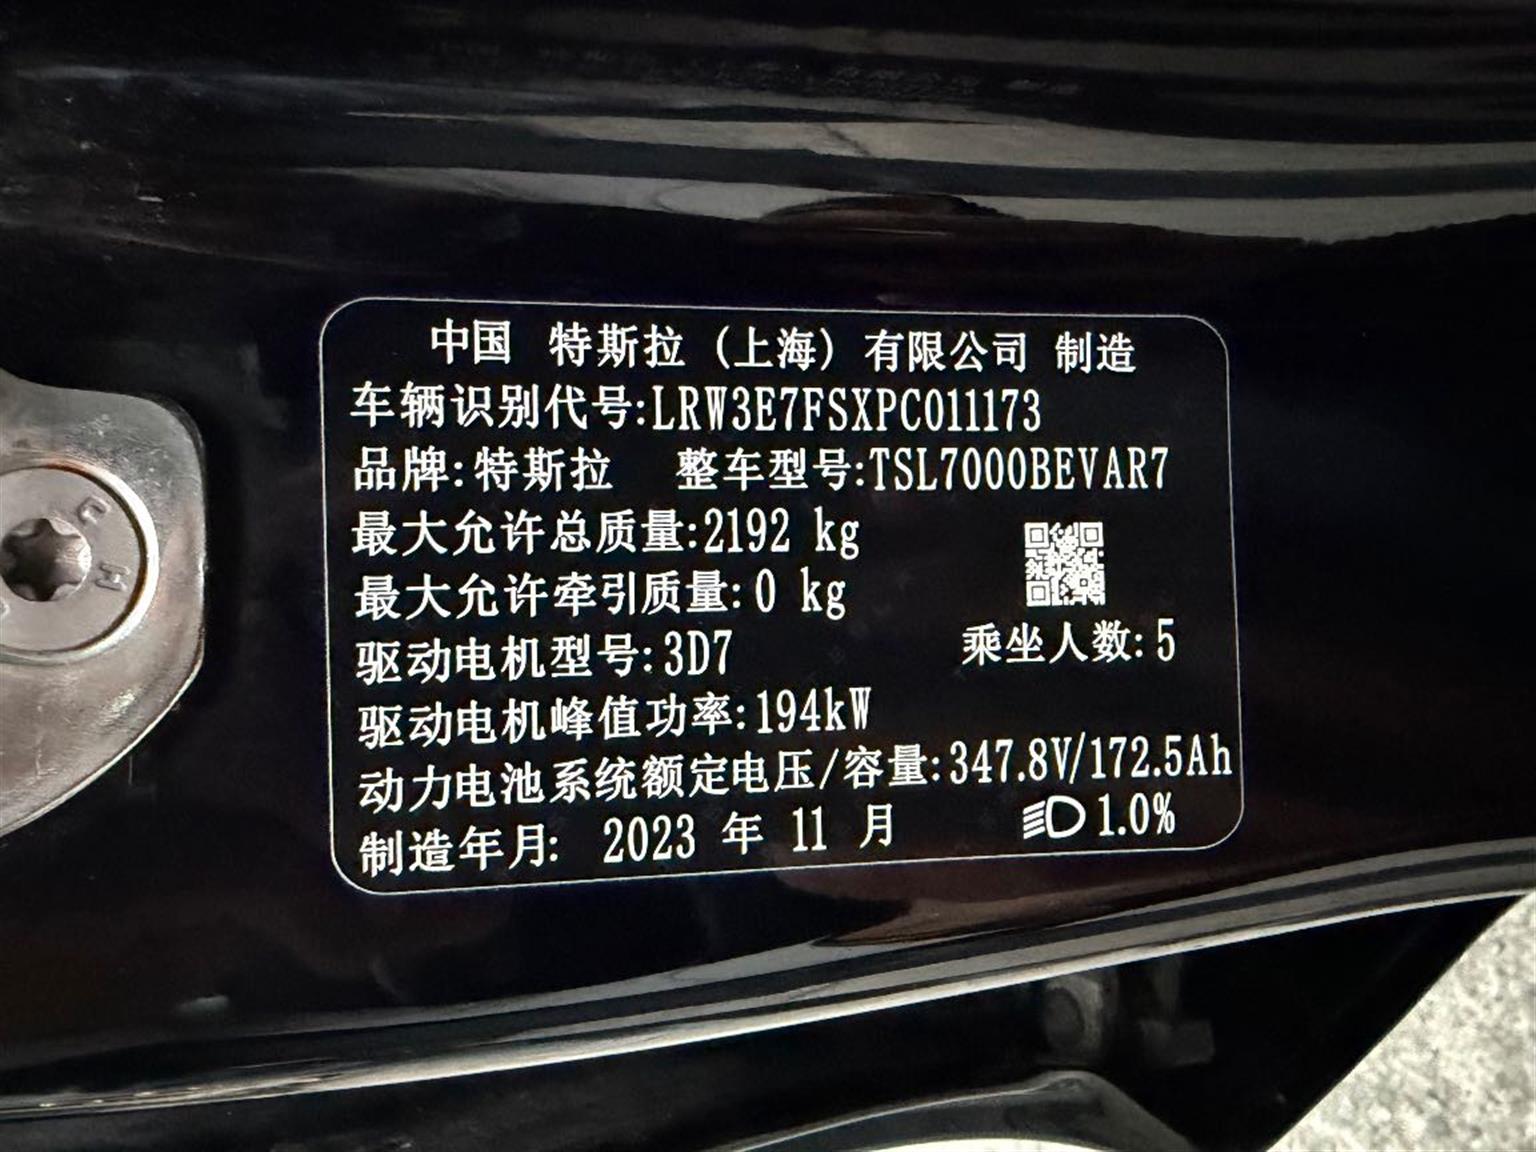 中国 特斯拉（上海）有限公司 制造
车辆识别代号:LRW3E7FSXPC011173
品牌:特斯拉 整车型号:TSL7000BEVAR7
最大允许总质量:2192 kg
最大允许牵引质量:0 kg
驱动电机型号:3D7 乘坐人数:5
驱动电机峰值功率:194kW
动力电池系统额定电压/容量:347.8V/172.5Ah
制造年月: 2023 年 11 月 1.0%